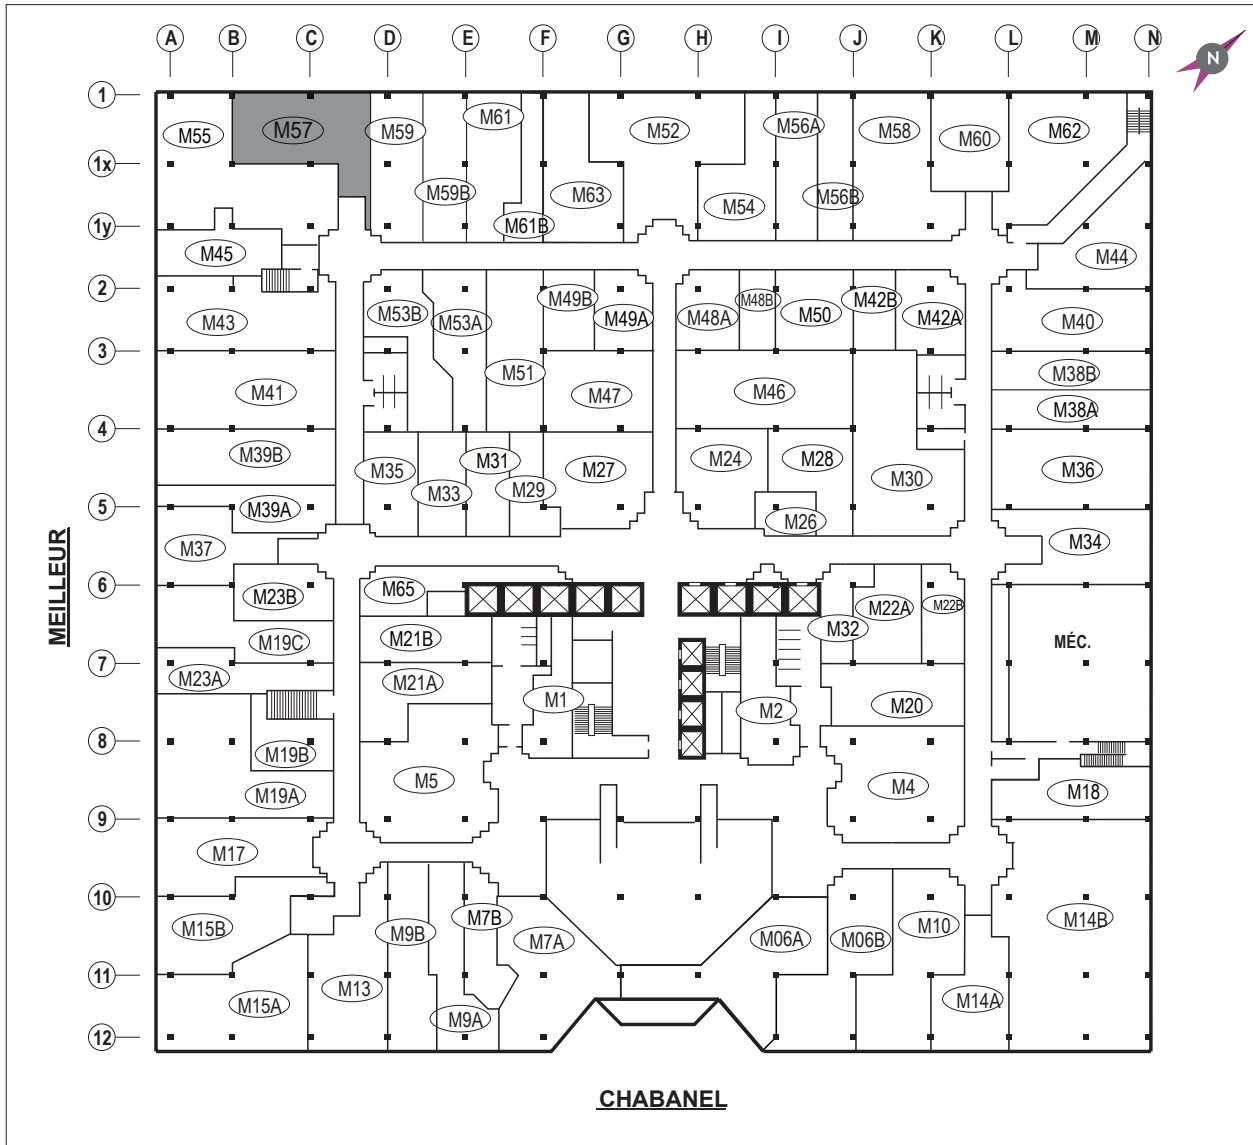 A B C D E F G H I J K L M N
N
1
M55 M57 M59 M61 M52 M56A M58 M60 M62
1x
M59B M61B M63 M54 M56B
1y
M45 M44
2
M43 M53B M53A M49B M49A M48A M48B M50 M42B M42A M40
3
M41 M51 M47 M46 M38B
M38A
4
M39B M35 M33 M31 M29 M27 M24 M28 M30 M36
5
M39A M26
M37 M34
6
M23B M65 M32 M22A M22B
M19C M21B MÉC.
7
M23A M21A M1 M2 M20
8
M19B M5 M4 M18
M19A
9
M17
10
M15B M9B M7B M7A M06A M06B M10 M14B
11
M15A M13 M9A M14A
12
MEILLEUR
CHABANEL